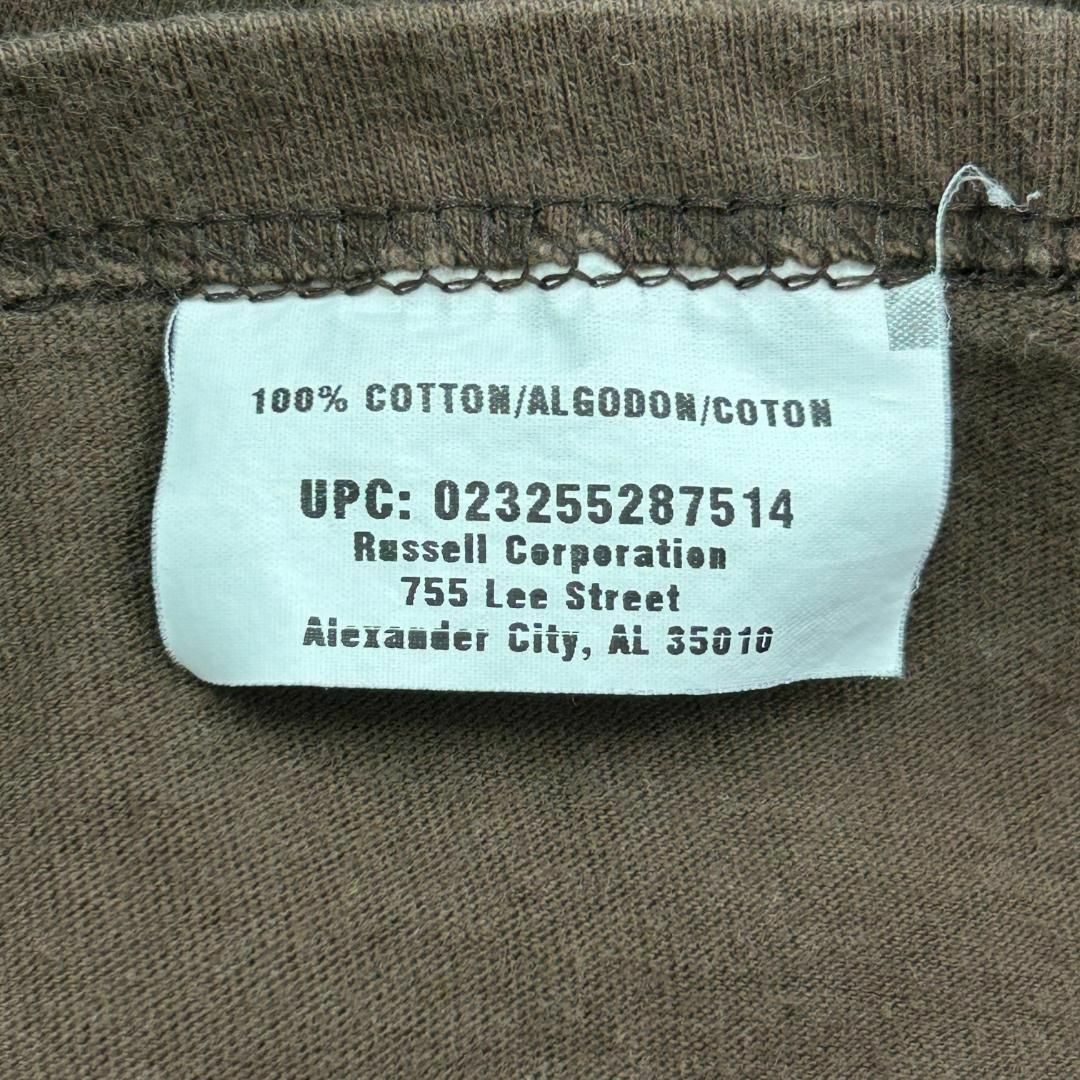 100% COTTON/ALGODON/COTON
UPC: 023255287514
Russell Corporation
755 Lee Street
Alexander City, AL 35010